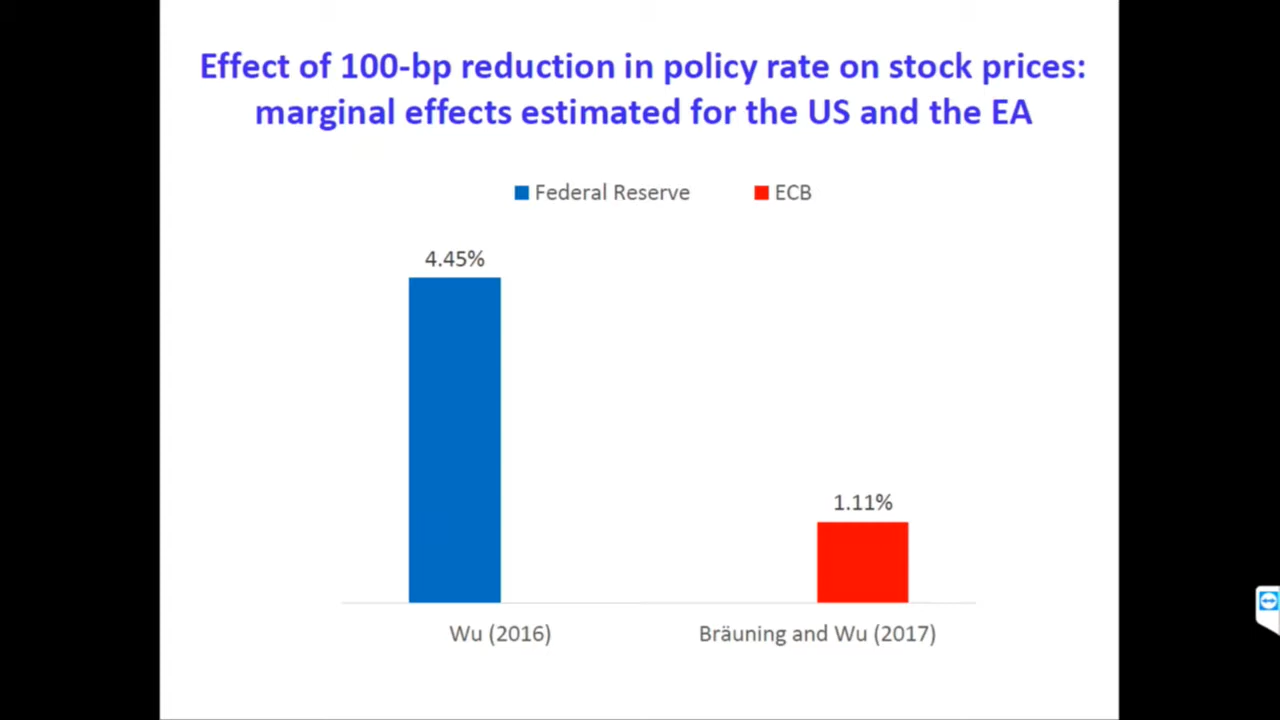 Effect of 100-bp reduction in policy rate on stock prices:
marginal effects estimated for the US and the EA
Federal Reserve
ECB
4.45%
1.11%
Wu (2016)
Bräuning and Wu (2017)